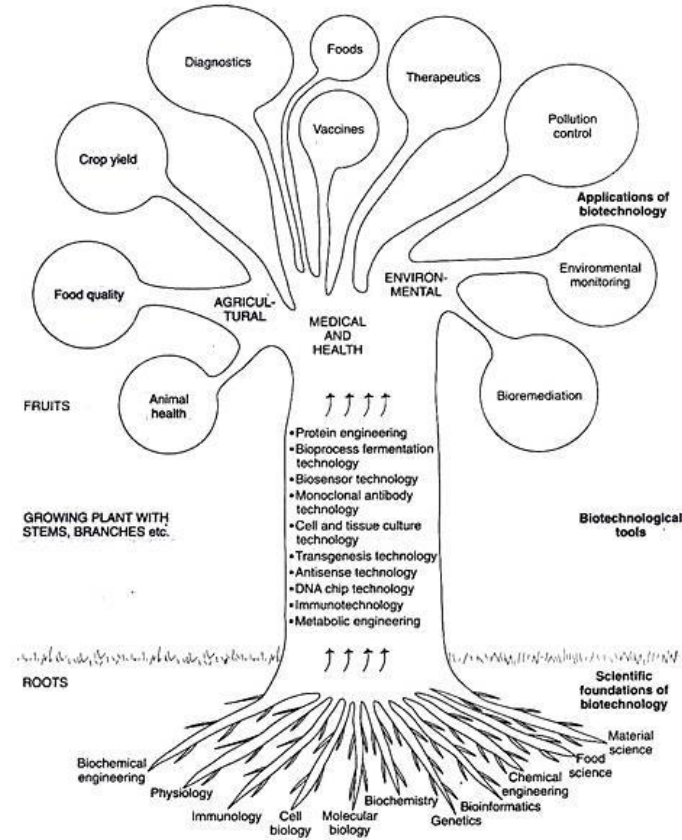 Diagnostics
Foods
Therapeutics
Vaccines
Pollution
control
Crop yield
Applications of
biotechnology
Food quality
AGRICUL-
TURAL
MEDICAL
AND
HEALTH
ENVIRON-
MENTAL
Environmental
monitoring
FRUITS
Animal
health
Bioremediation
•Protein engineering
•Bioprocess fermentation
technology
•Biosensor technology
•Monoclonal antibody
technology
•Cell and tissue culture
technology
•Transgenesis technology
•Antisense technology
•DNA chip technology
•Immunotechnology
•Metabolic engineering
GROWING PLANT WITH
STEMS, BRANCHES etc.
Biotechnological
tools
ROOTS
Scientific
foundations of
biotechnology
Biochemical
engineering
Physiology
Immunology
Cell
biology
Molecular
biology
Biochemistry
Genetics
Bioinformatics
Chemical
engineering
Food
science
Material
science